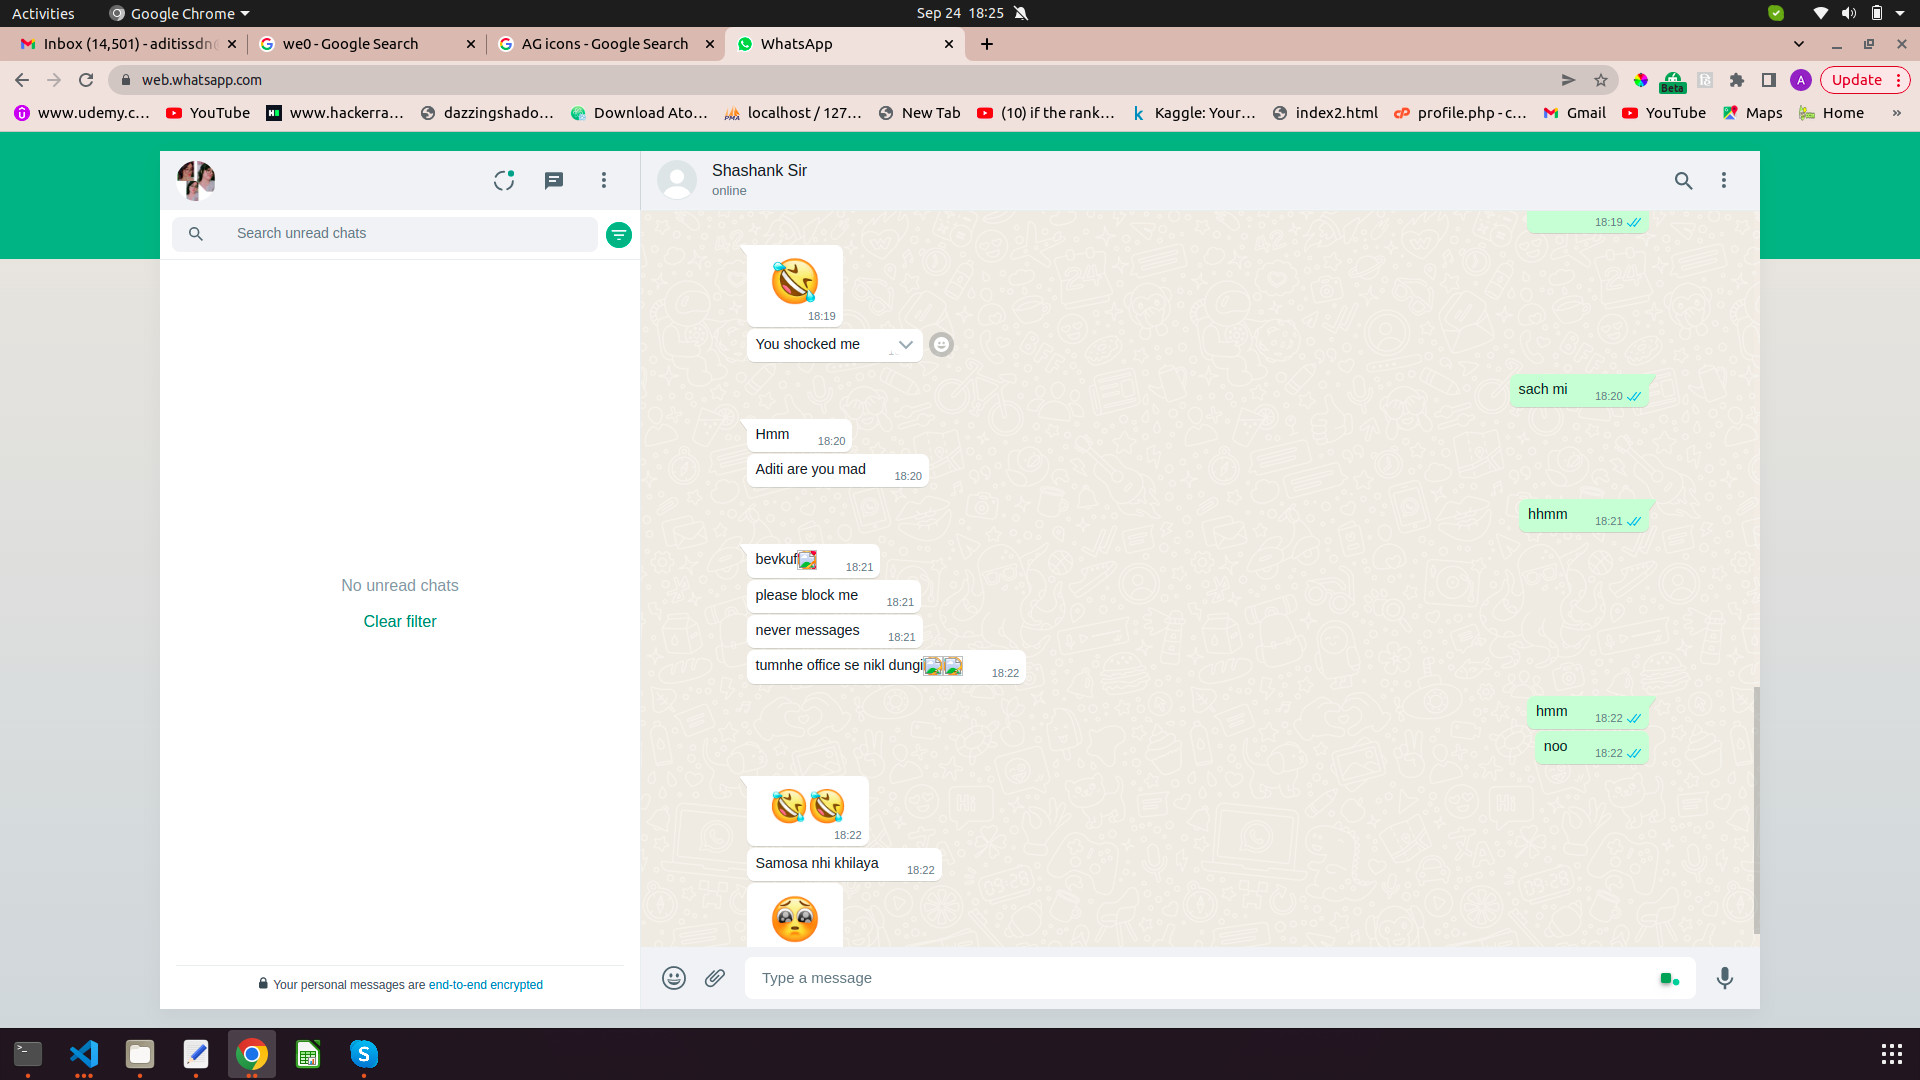 Activities
Google Chrome
Sep 24 18:25
Inbox (14,501) - aditissdn
we0 - Google Search
AG icons - Google Search
WhatsApp
web.whatsapp.com
Beta
A
Update
www.udemy.c...
YouTube
www.hackerra...
dazzingshado...
Download Ato...
localhost / 127...
New Tab
(10) if the rank...
Kaggle: Your...
index2.html
profile.php - c...
Gmail
YouTube
Maps
Home
»
Shashank Sir
online
Search unread chats
No unread chats
Clear filter
Your personal messages are end-to-end encrypted
18:19
🤣
18:19
You shocked me
sach mi 18:20
Hmm 18:20
Aditi are you mad 18:20
hhmm 18:21
bevkuf 18:21
please block me 18:21
never messages 18:21
tumnhe office se nikl dungi 18:22
hmm 18:22
noo 18:22
🤣🤣
18:22
Samosa nhi khilaya 18:22
🥺
Type a message